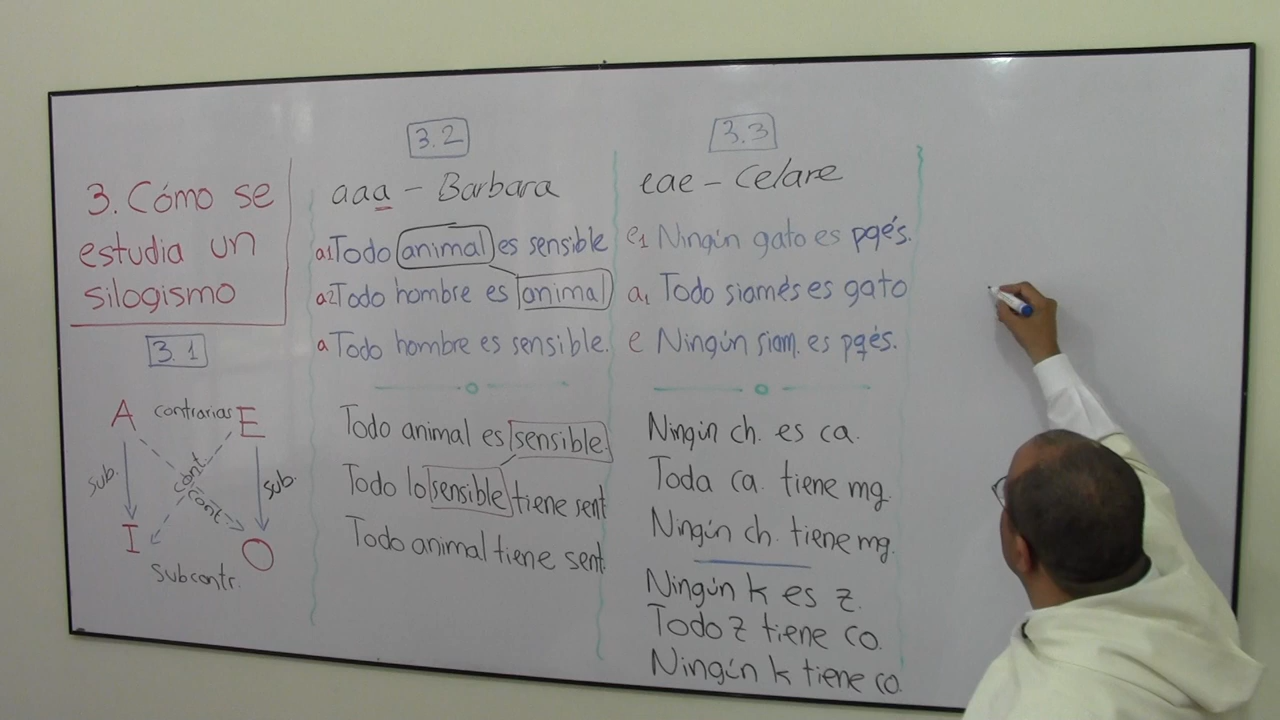 3. Cómo se
estudia un
silogismo
3.1
A contrarias E
sub. cont cont sub.
I O
Subcontr.
3.2
aaa - Barbara
a1 Todo animal es sensible
a2 Todo hombre es animal
a Todo hombre es sensible.
Todo animal es sensible.
Todo lo sensible tiene sent
Todo animal tiene sent.
3.3
eae - Celare
e1 Ningún gato es pqés.
a1 Todo siamés es gato
e Ningún siam. es pqés.
Ningún ch. es ca.
Toda ca. tiene mg.
Ningún ch. tiene mg.
Ningún k es z.
Todo z tiene co.
Ningún k tiene co.